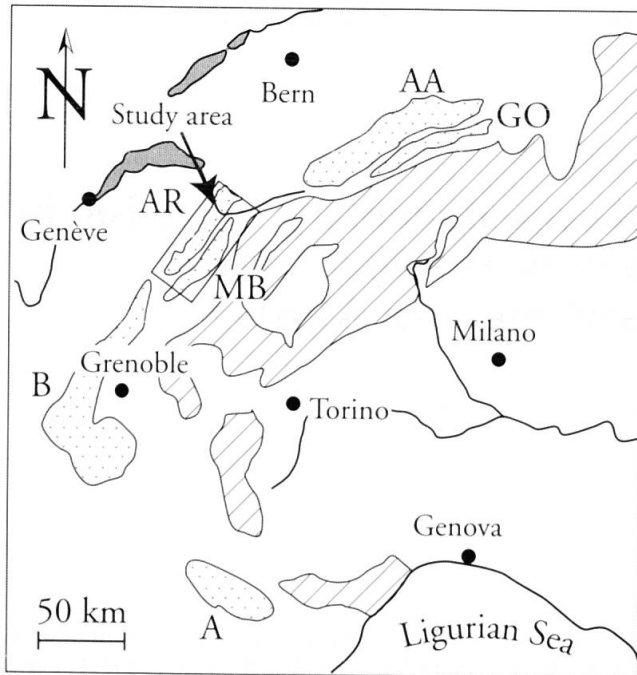 N
Bern
AA
GO
Study area
AR
Genève
MB
Milano
Grenoble
B
Torino
Genova
50 km
A
Ligurian Sea